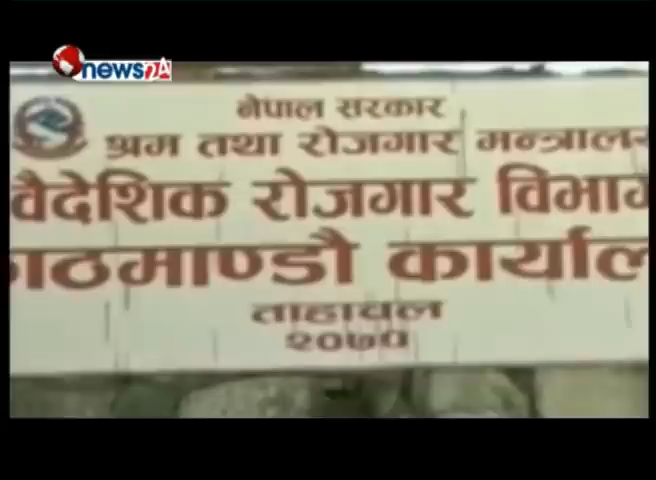 news24
नेपाल सरकार
श्रम तथा रोजगार मन्त्रालय
वैदेशिक रोजगार विभाग
काठमाण्डौ कार्यालय
ताहाचल
२०७०